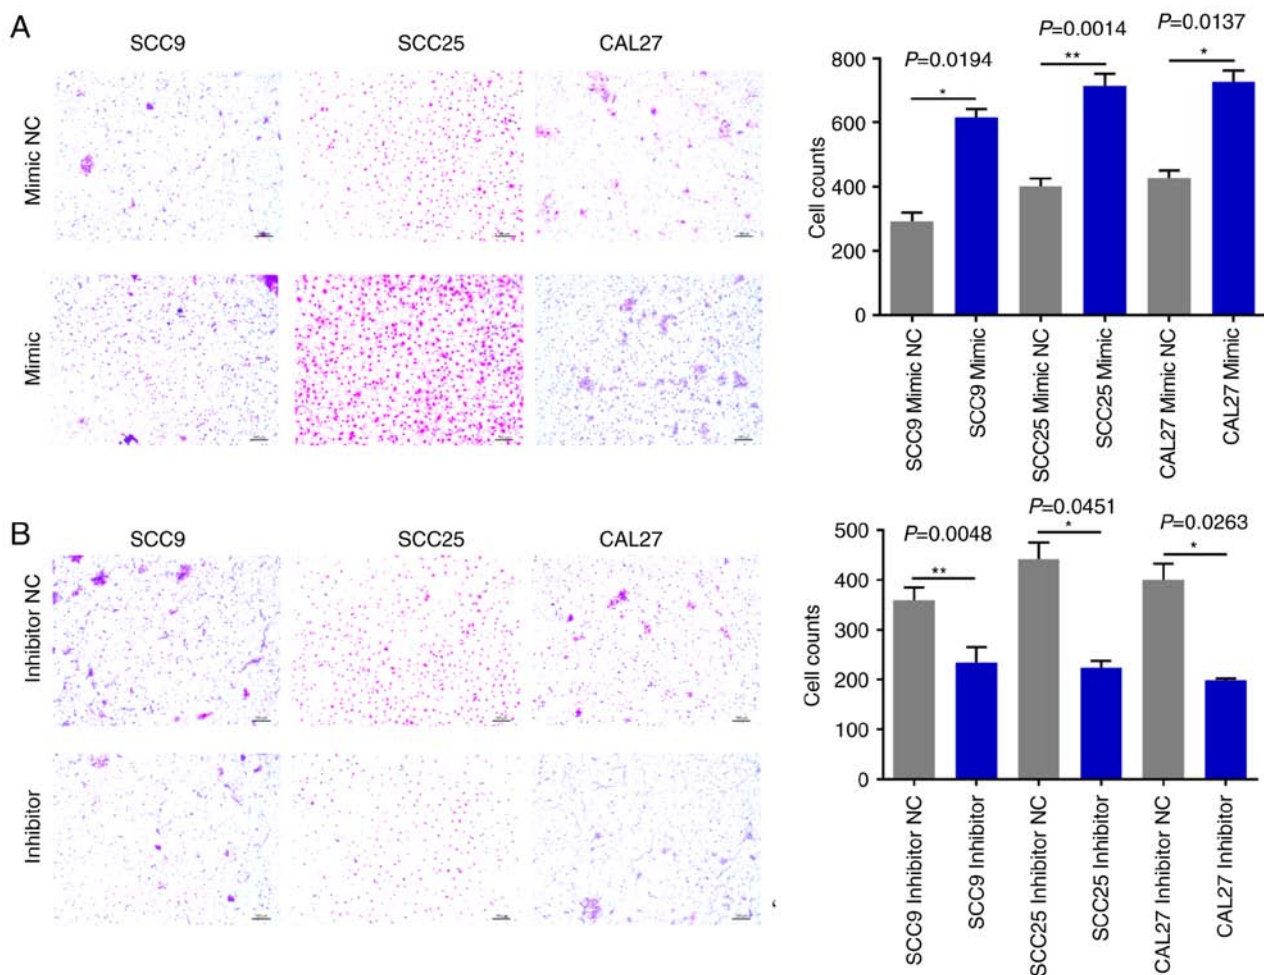 A
SCC9
SCC25
CAL27
Mimic NC
Mimic
P=0.0194
P=0.0014
P=0.0137
*
**
*
Cell counts
800
600
400
200
0
SCC9 Mimic NC
SCC9 Mimic
SCC25 Mimic NC
SCC25 Mimic
CAL27 Mimic NC
CAL27 Mimic
B
SCC9
SCC25
CAL27
Inhibitor NC
Inhibitor
P=0.0048
P=0.0451
P=0.0263
**
*
*
Cell counts
500
400
300
200
100
0
SCC9 Inhibitor NC
SCC9 Inhibitor
SCC25 Inhibitor NC
SCC25 Inhibitor
CAL27 Inhibitor NC
CAL27 Inhibitor